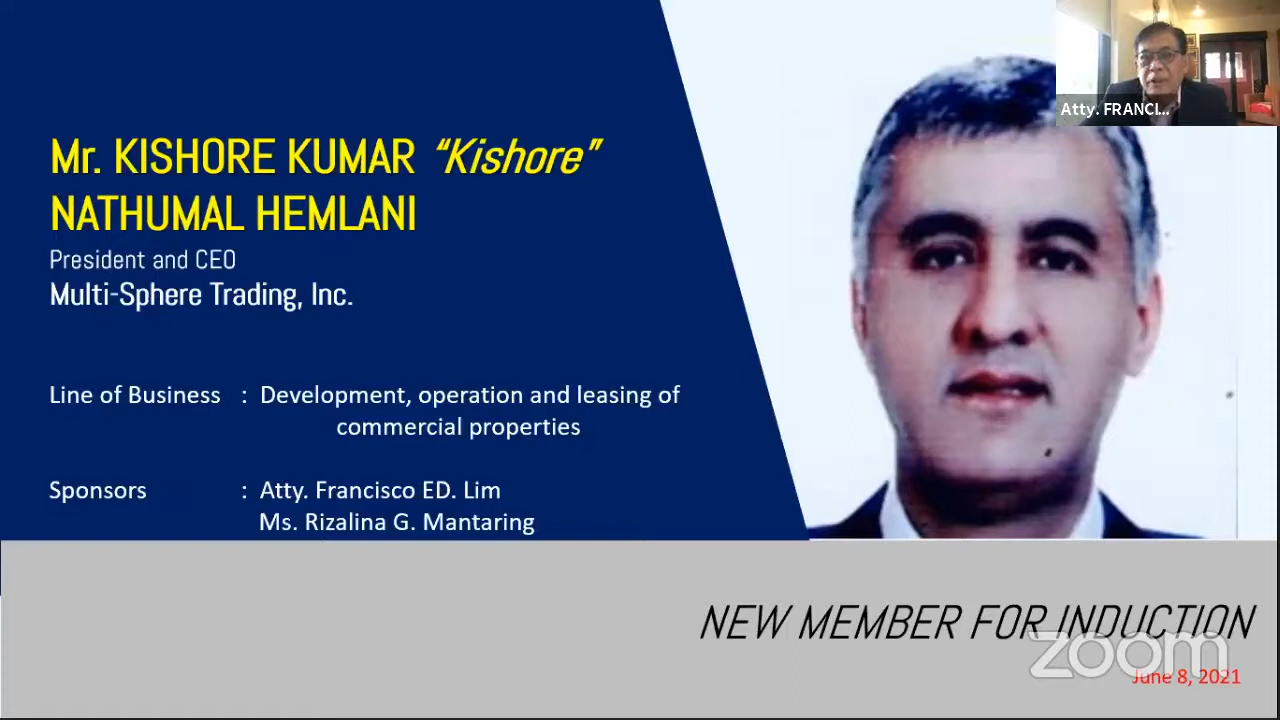 Atty. FRANCI...
Mr. KISHORE KUMAR “Kishore”
NATHUMAL HEMLANI
President and CEO
Multi-Sphere Trading, Inc.
Line of Business : Development, operation and leasing of
commercial properties
Sponsors : Atty. Francisco ED. Lim
Ms. Rizalina G. Mantaring
NEW MEMBER FOR INDUCTION
zoom
June 8, 2021